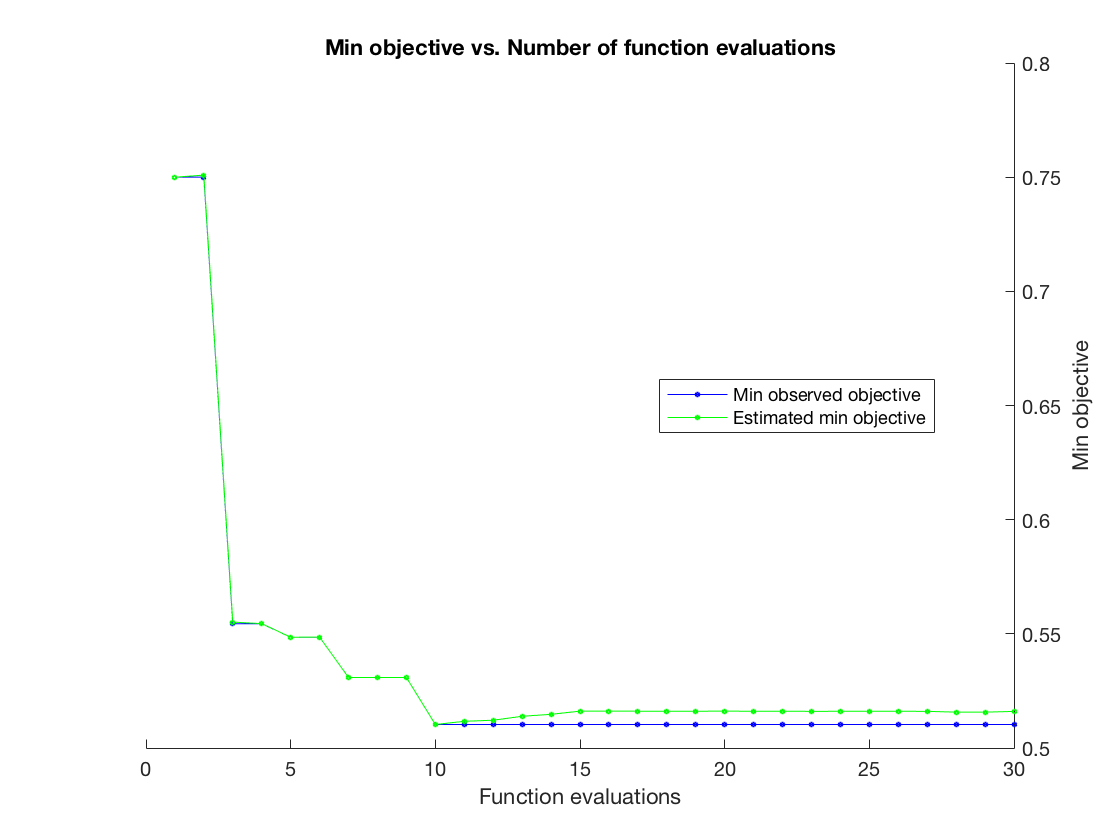 Min objective vs. Number of function evaluations
0.8
0.75
0.7
0.65
0.6
0.55
0.5
Min objective
Min observed objective
Estimated min objective
0 5 10 15 20 25 30
Function evaluations